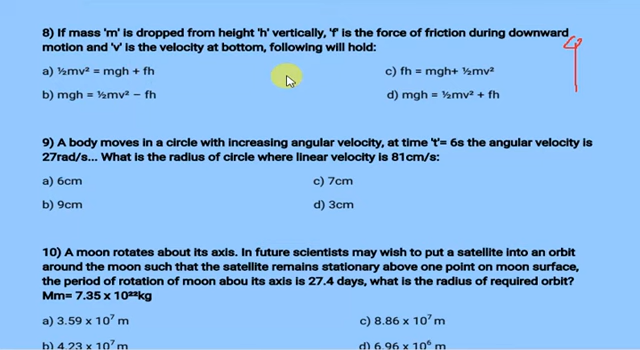 8) If mass 'm' is dropped from height 'h' vertically, 'f' is the force of friction during downward
motion and 'v' is the velocity at bottom, following will hold:
a) ½mv² = mgh + fh
c) fh = mgh+ ½mv²
b) mgh = ½mv² − fh
d) mgh = ½mv² + fh
9) A body moves in a circle with increasing angular velocity, at time 't'= 6s the angular velocity is
27rad/s... What is the radius of circle where linear velocity is 81cm/s:
a) 6cm
c) 7cm
b) 9cm
d) 3cm
10) A moon rotates about its axis. In future scientists may wish to put a satellite into an orbit
around the moon such that the satellite remains stationary above one point on moon surface,
the period of rotation of moon abou its axis is 27.4 days, what is the radius of required orbit?
Mm= 7.35 x 10²²kg
a) 3.59 x 10⁷ m
c) 8.86 x 10⁷ m
b) 4.23 x 10⁷ m
d) 6.96 x 10⁶ m